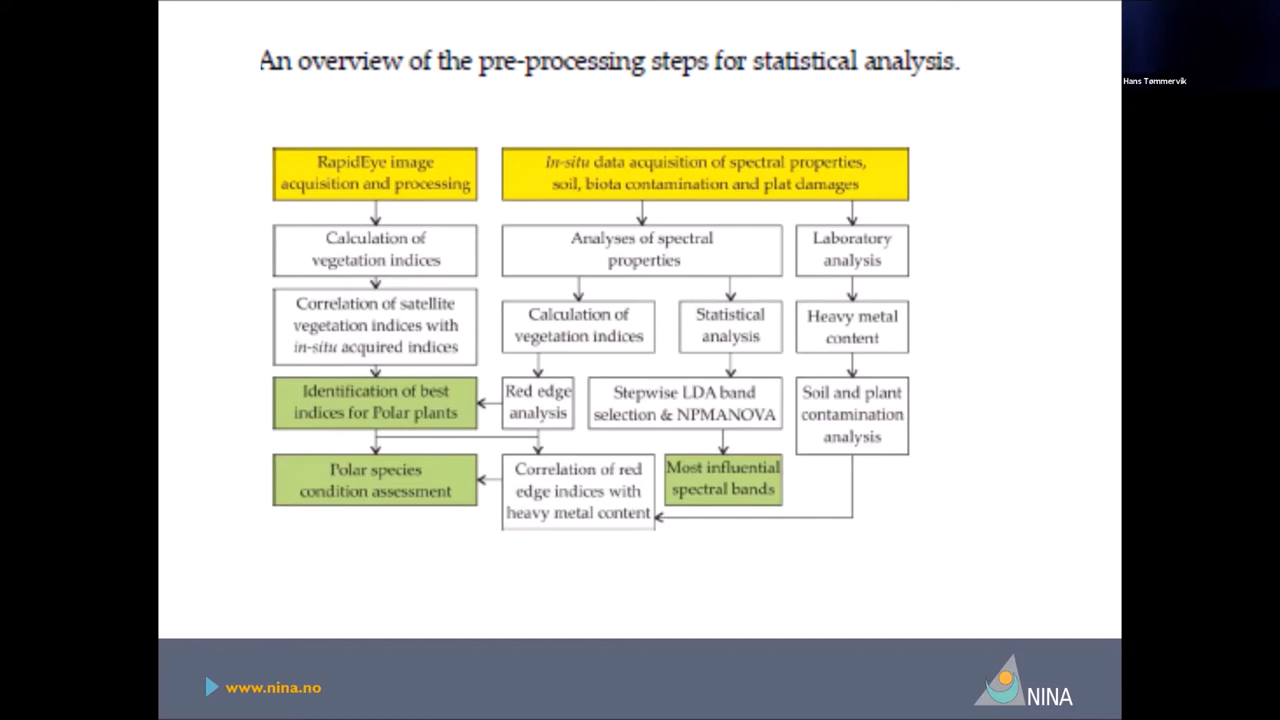 An overview of the pre-processing steps for statistical analysis.
Hans Tømmervik
RapidEye image
acquisition and processing
in-situ data acquisition of spectral properties,
soil, biota contamination and plat damages
Calculation of
vegetation indices
Analyses of spectral
properties
Laboratory
analysis
Correlation of satellite
vegetation indices with
in-situ acquired indices
Calculation of
vegetation indices
Statistical
analysis
Heavy metal
content
Identification of best
indices for Polar plants
Red edge
analysis
Stepwise LDA band
selection & NPMANOVA
Soil and plant
contamination
analysis
Polar species
condition assessment
Correlation of red
edge indices with
heavy metal content
Most influential
spectral bands
www.nina.no
NINA